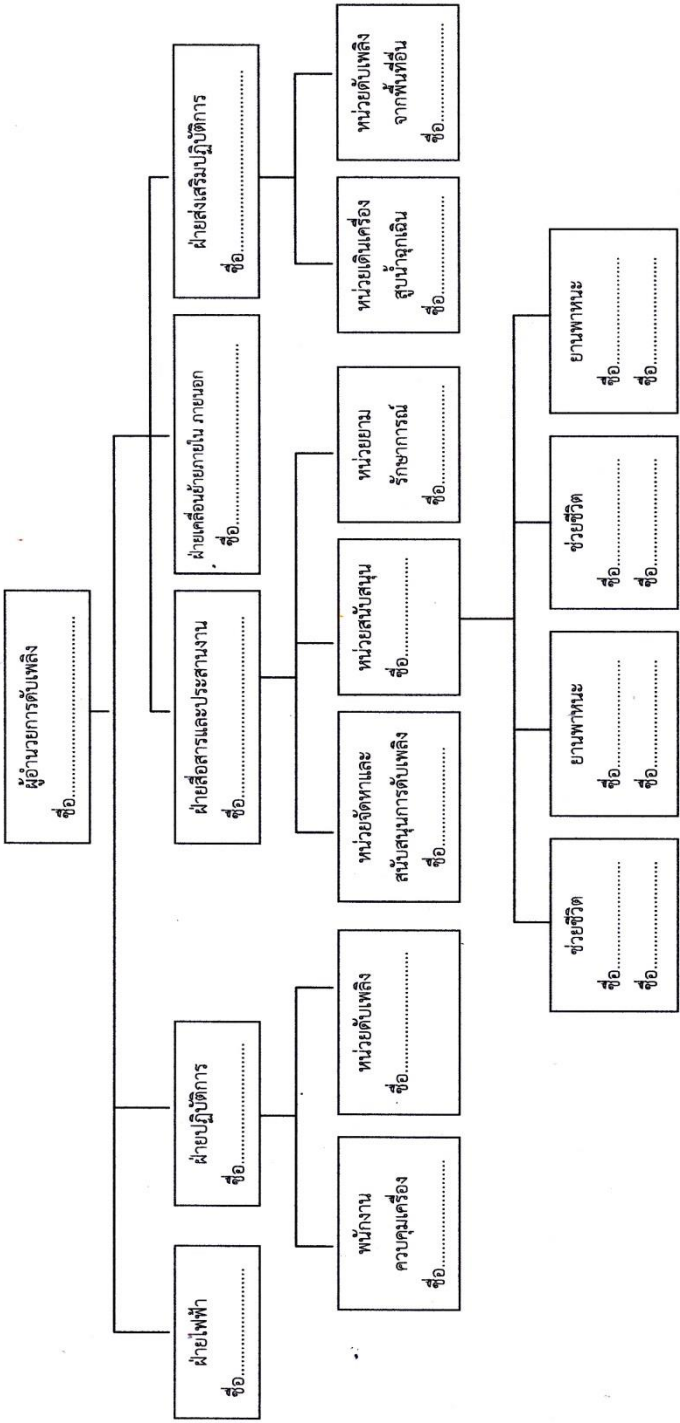 ผู้อำนวยการดับเพลิง
ชื่อ................................
ฝ่ายไฟฟ้า
ชื่อ................................
ฝ่ายปฏิบัติการ
ชื่อ................................
ฝ่ายสื่อสารและประสานงาน
ชื่อ................................
ฝ่ายเคลื่อนย้ายภายใน ภายนอก
ชื่อ................................
ฝ่ายส่งเสริมปฏิบัติการ
ชื่อ................................
พนักงาน
ควบคุมเครื่อง
ชื่อ................................
หน่วยดับเพลิง
ชื่อ................................
หน่วยจัดหาและ
สนับสนุนการดับเพลิง
ชื่อ................................
หน่วยสนับสนุน
ชื่อ................................
หน่วยยาม
รักษาการณ์
ชื่อ................................
หน่วยเดินเครื่อง
สูบน้ำฉุกเฉิน
ชื่อ................................
หน่วยดับเพลิง
จากพื้นที่อื่น
ชื่อ................................
ช่วยชีวิต
ชื่อ................................
ชื่อ................................
ยานพาหนะ
ชื่อ................................
ชื่อ................................
ช่วยชีวิต
ชื่อ................................
ชื่อ................................
ยานพาหนะ
ชื่อ................................
ชื่อ................................